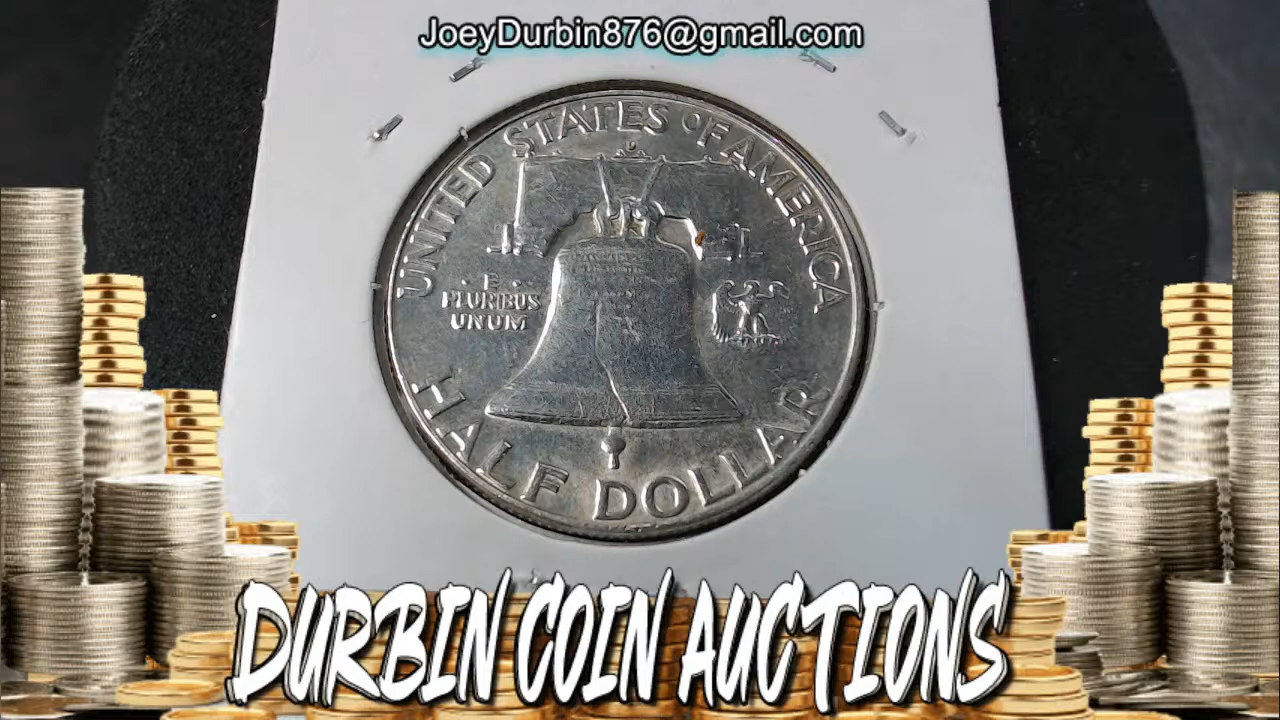 JoeyDurbin876@gmail.com
UNITED STATES OF AMERICA
D
· E ·
PLURIBUS
UNUM
HALF DOLLAR
DURBIN COIN AUCTIONS